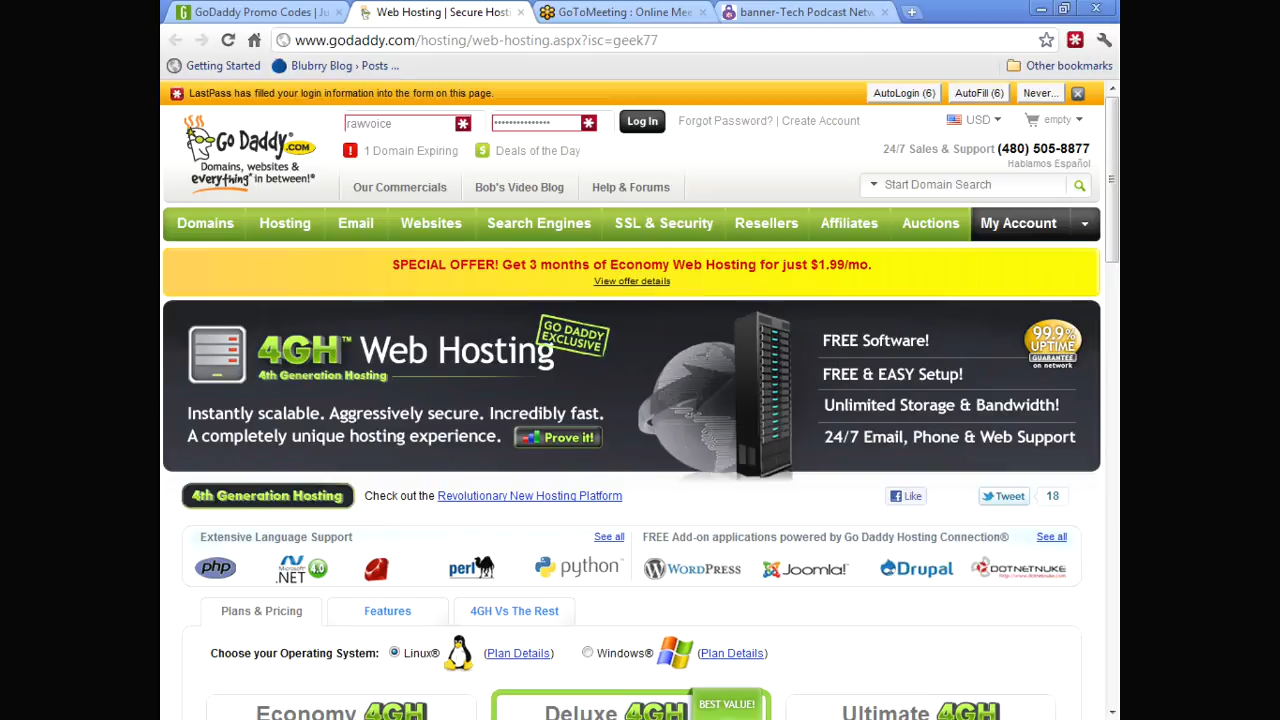 GoDaddy Promo Codes | Ju
Web Hosting | Secure Hosti
GoToMeeting : Online Mee
banner-Tech Podcast Netw
www.godaddy.com/hosting/web-hosting.aspx?isc=geek77
Getting Started
Blubrry Blog › Posts ...
Other bookmarks
LastPass has filled your login information into the form on this page.
AutoLogin (6)
AutoFill (6)
Never...
rawvoice
Log In
Forgot Password? | Create Account
USD
empty
Go Daddy.COM
Domains, websites &
everything* in between!*
1 Domain Expiring
Deals of the Day
24/7 Sales & Support (480) 505-8877
Hablamos Español
Our Commercials
Bob's Video Blog
Help & Forums
Start Domain Search
Domains
Hosting
Email
Websites
Search Engines
SSL & Security
Resellers
Affiliates
Auctions
My Account
SPECIAL OFFER! Get 3 months of Economy Web Hosting for just $1.99/mo.
View offer details
4GH™ Web Hosting
GO DADDY
EXCLUSIVE
4th Generation Hosting
Instantly scalable. Aggressively secure. Incredibly fast.
A completely unique hosting experience.
Prove it!
FREE Software!
FREE & EASY Setup!
Unlimited Storage & Bandwidth!
24/7 Email, Phone & Web Support
99.9%
UPTIME
GUARANTEE
on network
4th Generation Hosting
Check out the Revolutionary New Hosting Platform
Like
Tweet
18
Extensive Language Support
See all
FREE Add-on applications powered by Go Daddy Hosting Connection®
See all
php
Microsoft
.NET 4.0
perl
python
WORDPRESS
Joomla!
Drupal
DOTNETNUKE
Plans & Pricing
Features
4GH Vs The Rest
Choose your Operating System:
Linux®
(Plan Details)
Windows®
(Plan Details)
Economy 4GH
Deluxe 4GH
BEST VALUE!
Ultimate 4GH